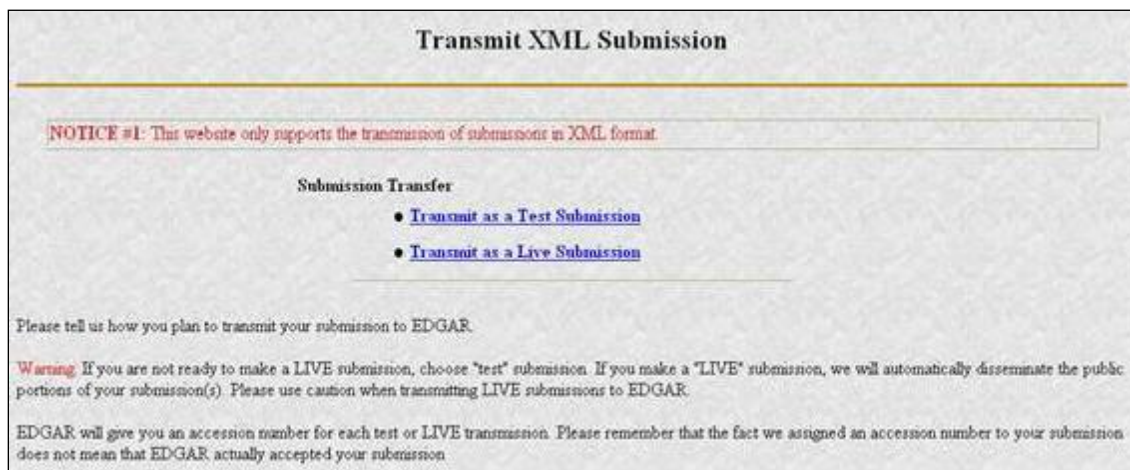 Transmit XML Submission
NOTICE #1: This website only supports the transmission of submissions in XML format.
Submission Transfer
• Transmit as a Test Submission
• Transmit as a Live Submission
Please tell us how you plan to transmit your submission to EDGAR.
Warning: If you are not ready to make a LIVE submission, choose "test" submission. If you make a "LIVE" submission, we will automatically disseminate the public
portions of your submission(s). Please use caution when transmitting LIVE submissions to EDGAR.
EDGAR will give you an accession number for each test or LIVE transmission. Please remember that the fact we assigned an accession number to your submission
does not mean that EDGAR actually accepted your submission